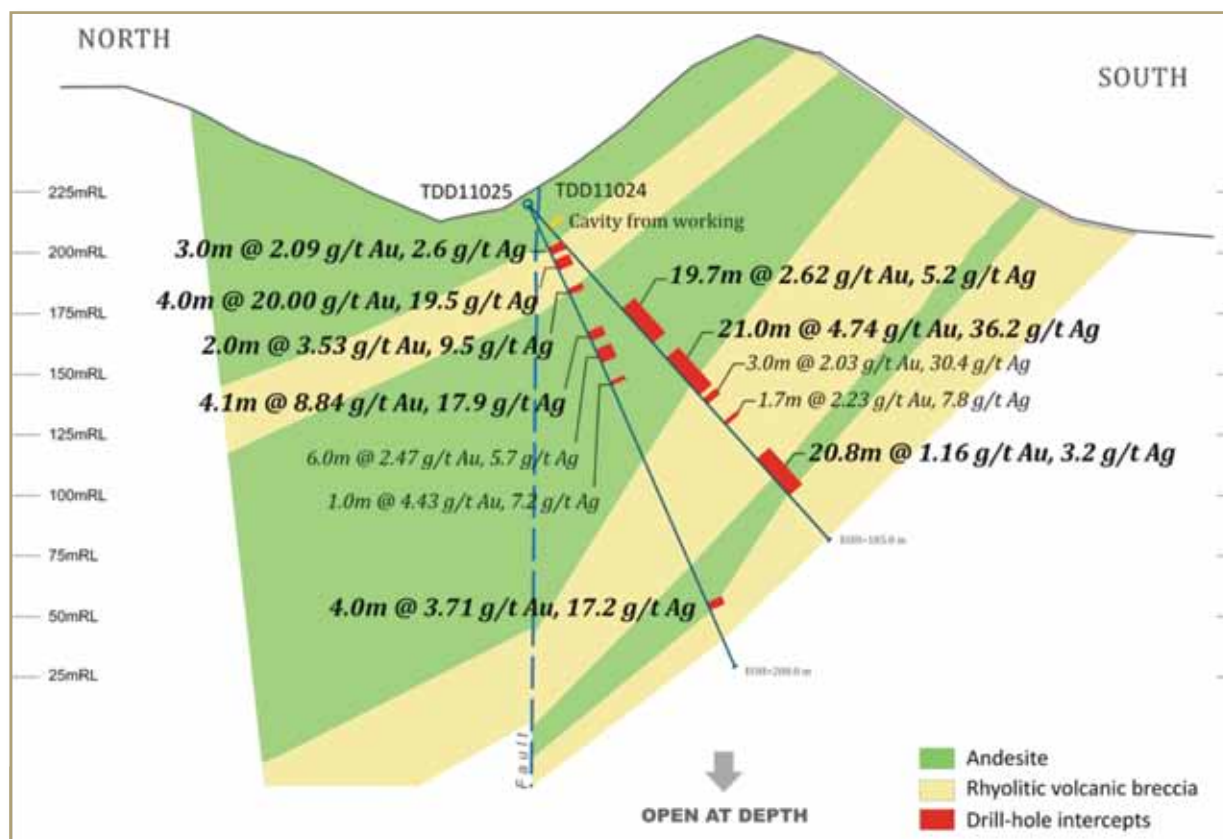 NORTH
SOUTH
225mRL
200mRL
175mRL
150mRL
125mRL
100mRL
75mRL
50mRL
25mRL
TDD11025
TDD11024
Cavity from working
3.0m @ 2.09 g/t Au, 2.6 g/t Ag
4.0m @ 20.00 g/t Au, 19.5 g/t Ag
2.0m @ 3.53 g/t Au, 9.5 g/t Ag
4.1m @ 8.84 g/t Au, 17.9 g/t Ag
6.0m @ 2.47 g/t Au, 5.7 g/t Ag
1.0m @ 4.43 g/t Au, 7.2 g/t Ag
4.0m @ 3.71 g/t Au, 17.2 g/t Ag
19.7m @ 2.62 g/t Au, 5.2 g/t Ag
21.0m @ 4.74 g/t Au, 36.2 g/t Ag
3.0m @ 2.03 g/t Au, 30.4 g/t Ag
1.7m @ 2.23 g/t Au, 7.8 g/t Ag
20.8m @ 1.16 g/t Au, 3.2 g/t Ag
EOH=185.0 m
EOH=200.0 m
Fault
OPEN AT DEPTH
Andesite
Rhyolitic volcanic breccia
Drill-hole intercepts